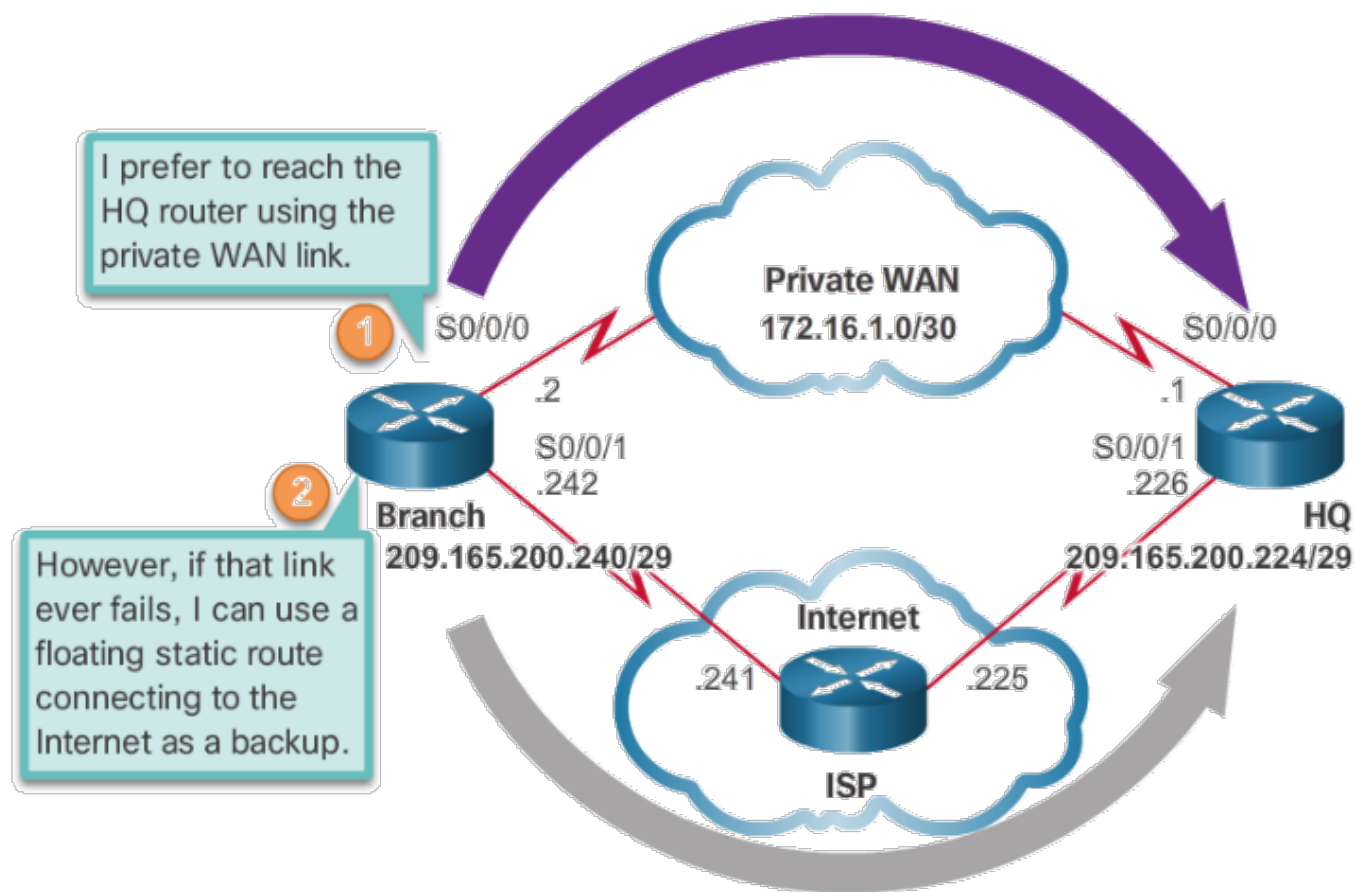 I prefer to reach the
HQ router using the
private WAN link.
1
S0/0/0
Private WAN
172.16.1.0/30
S0/0/0
.2
.1
S0/0/1
.242
S0/0/1
.226
2
Branch
HQ
209.165.200.240/29
209.165.200.224/29
However, if that link
ever fails, I can use a
floating static route
connecting to the
Internet as a backup.
Internet
.241
.225
ISP